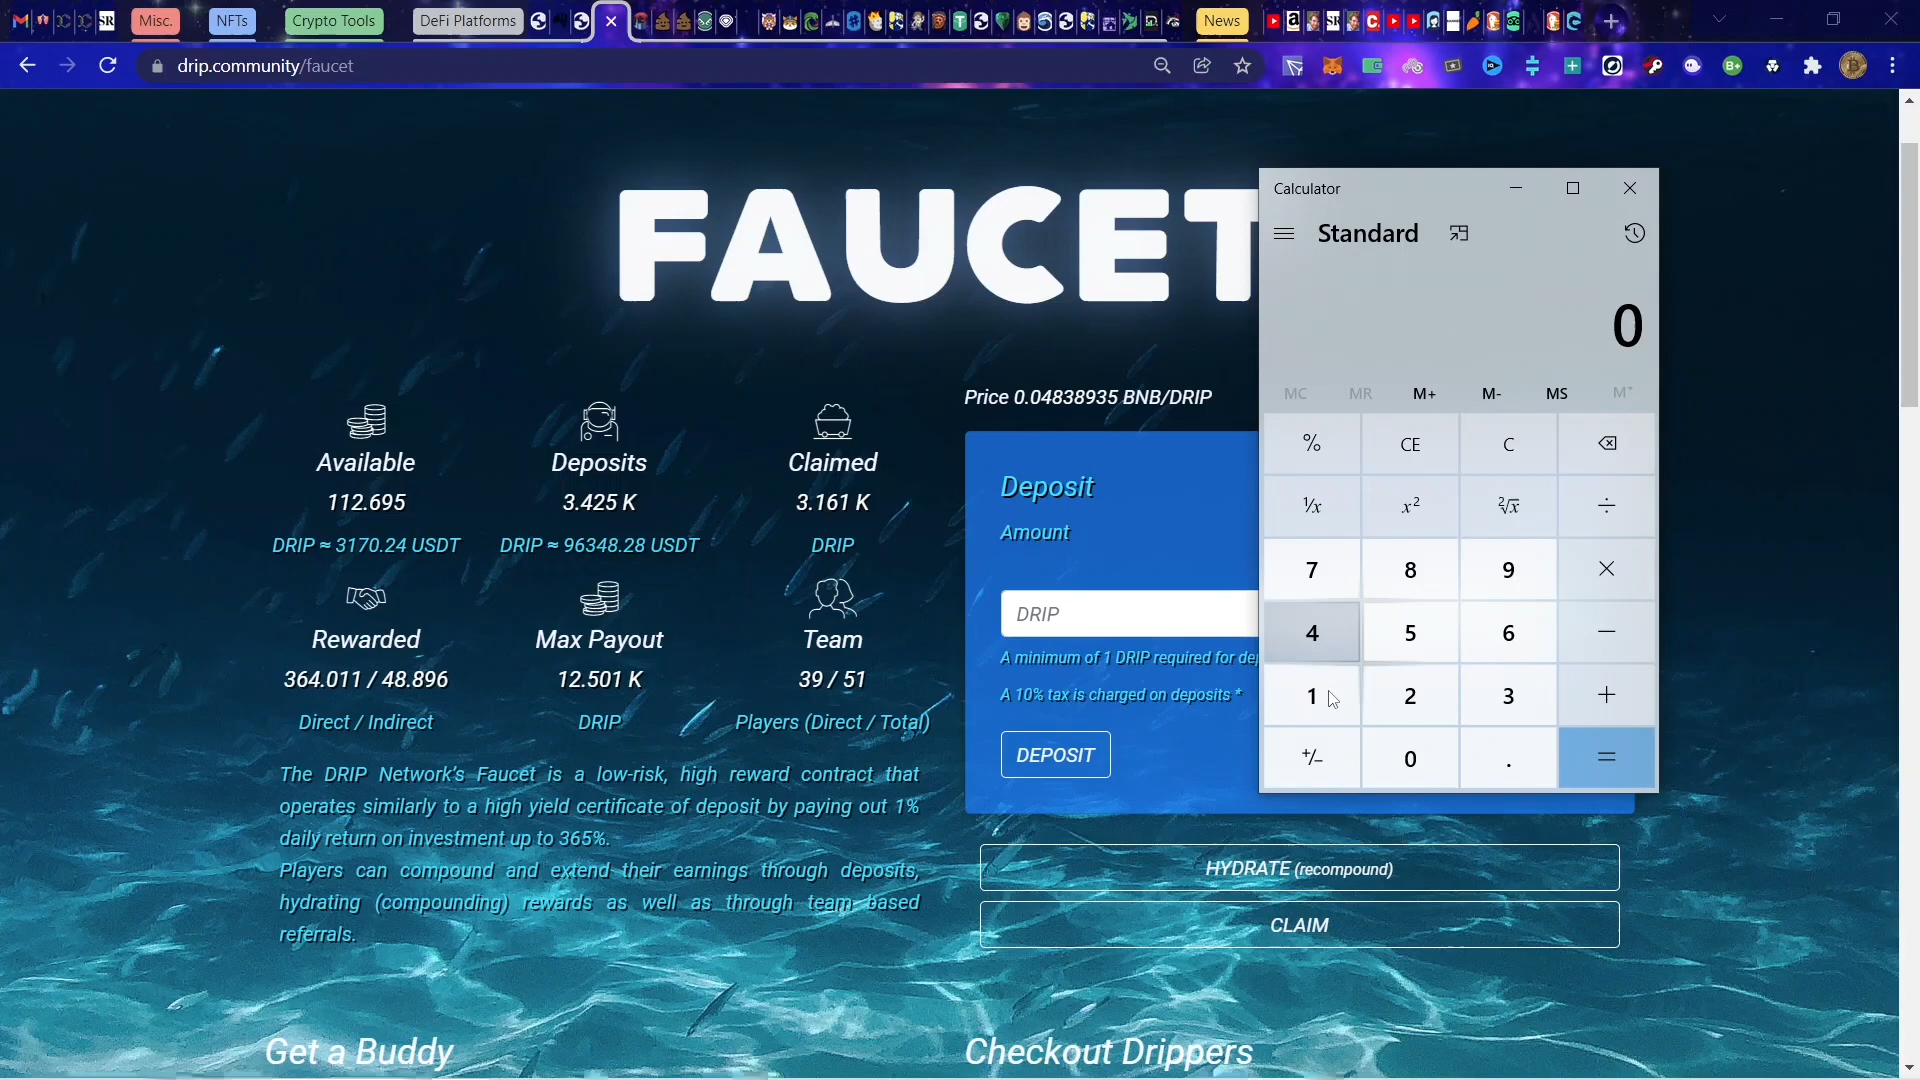 Misc.
NFTs
Crypto Tools
DeFi Platforms
News
drip.community/faucet
FAUCET
Calculator
Standard
0
MC MR M+ M- MS M˅
% CE C
¹/x x² ²√x ÷
7 8 9 ×
4 5 6 −
1 2 3 +
+/− 0 . =
Available
112.695
DRIP ≈ 3170.24 USDT
Deposits
3.425 K
DRIP ≈ 96348.28 USDT
Claimed
3.161 K
DRIP
Rewarded
364.011 / 48.896
Direct / Indirect
Max Payout
12.501 K
DRIP
Team
39 / 51
Players (Direct / Total)
The DRIP Network's Faucet is a low-risk, high reward contract that
operates similarly to a high yield certificate of deposit by paying out 1%
daily return on investment up to 365%.
Players can compound and extend their earnings through deposits,
hydrating (compounding) rewards as well as through team based
referrals.
Price 0.04838935 BNB/DRIP
Deposit
Amount
DRIP
A minimum of 1 DRIP required for de
A 10% tax is charged on deposits *
DEPOSIT
HYDRATE (recompound)
CLAIM
Get a Buddy
Checkout Drippers